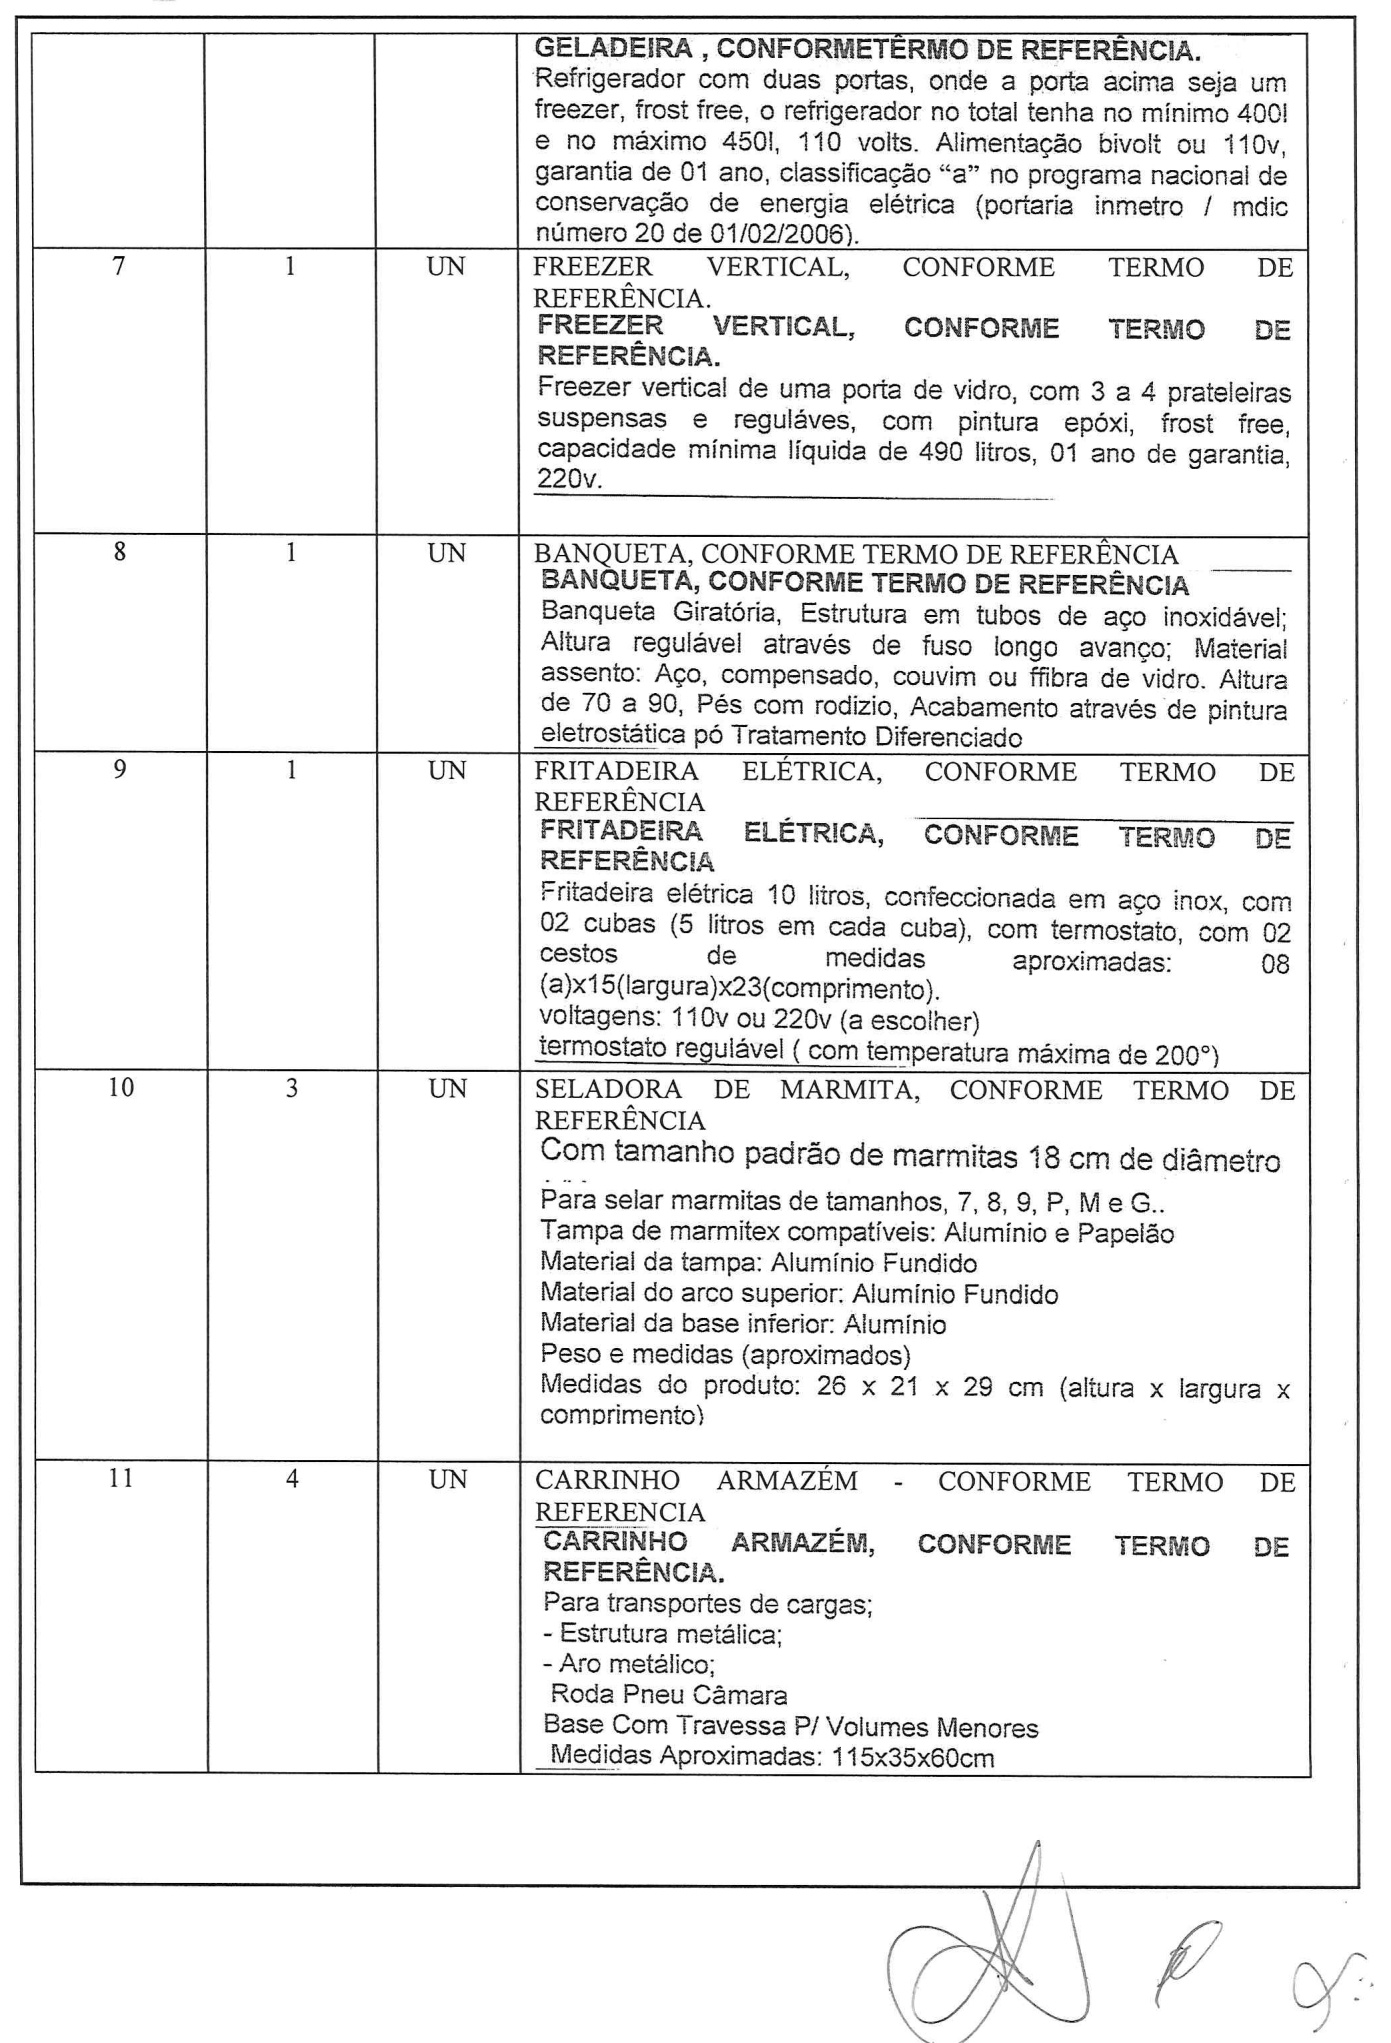 GELADEIRA , CONFORMETÊRMO DE REFERÊNCIA.
Refrigerador com duas portas, onde a porta acima seja um
freezer, frost free, o refrigerador no total tenha no mínimo 400l
e no máximo 450l, 110 volts. Alimentação bivolt ou 110v,
garantia de 01 ano, classificação “a” no programa nacional de
conservação de energia elétrica (portaria inmetro / mdic
número 20 de 01/02/2006).
7 1 UN FREEZER VERTICAL, CONFORME TERMO DE
REFERÊNCIA.
FREEZER VERTICAL, CONFORME TERMO DE
REFERÊNCIA.
Freezer vertical de uma porta de vidro, com 3 a 4 prateleiras
suspensas e reguláves, com pintura epóxi, frost free,
capacidade mínima líquida de 490 litros, 01 ano de garantia,
220v.
8 1 UN BANQUETA, CONFORME TERMO DE REFERÊNCIA
BANQUETA, CONFORME TERMO DE REFERÊNCIA
Banqueta Giratória, Estrutura em tubos de aço inoxidável;
Altura regulável através de fuso longo avanço; Material
assento: Aço, compensado, couvim ou ffibra de vidro. Altura
de 70 a 90, Pés com rodizio, Acabamento através de pintura
eletrostática pó Tratamento Diferenciado
9 1 UN FRITADEIRA ELÉTRICA, CONFORME TERMO DE
REFERÊNCIA
FRITADEIRA ELÉTRICA, CONFORME TERMO DE
REFERÊNCIA
Fritadeira elétrica 10 litros, confeccionada em aço inox, com
02 cubas (5 litros em cada cuba), com termostato, com 02
cestos de medidas aproximadas: 08
(a)x15(largura)x23(comprimento).
voltagens: 110v ou 220v (a escolher)
termostato regulável ( com temperatura máxima de 200°)
10 3 UN SELADORA DE MARMITA, CONFORME TERMO DE
REFERÊNCIA
Com tamanho padrão de marmitas 18 cm de diâmetro
Para selar marmitas de tamanhos, 7, 8, 9, P, M e G..
Tampa de marmitex compatíveis: Alumínio e Papelão
Material da tampa: Alumínio Fundido
Material do arco superior: Alumínio Fundido
Material da base inferior: Alumínio
Peso e medidas (aproximados)
Medidas do produto: 26 x 21 x 29 cm (altura x largura x
comprimento)
11 4 UN CARRINHO ARMAZÉM - CONFORME TERMO DE
REFERENCIA
CARRINHO ARMAZÉM, CONFORME TERMO DE
REFERÊNCIA.
Para transportes de cargas;
- Estrutura metálica;
- Aro metálico;
Roda Pneu Câmara
Base Com Travessa P/ Volumes Menores
Medidas Aproximadas: 115x35x60cm